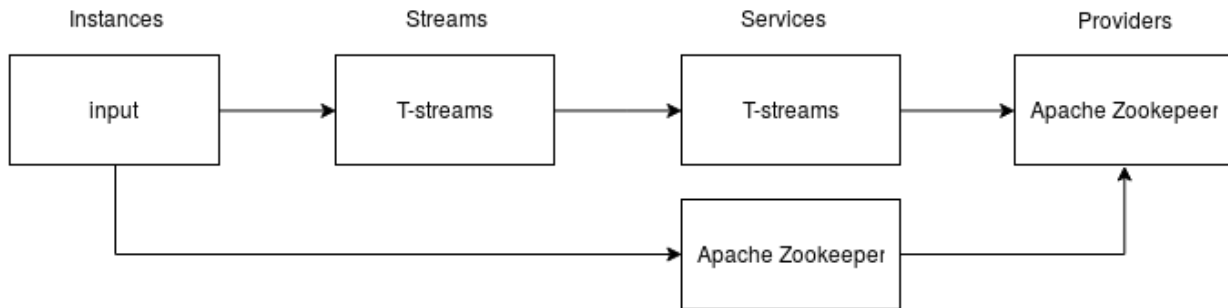 Instances
Streams
Services
Providers
input
T-streams
T-streams
Apache Zookepeer
Apache Zookeeper